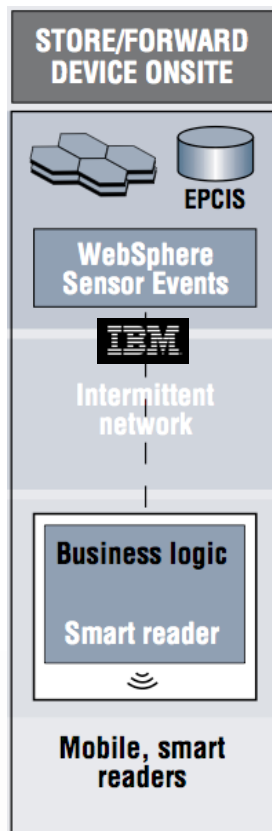 STORE/FORWARD
DEVICE ONSITE
EPCIS
WebSphere
Sensor Events
IBM
Intermittent
network
Business logic
Smart reader
Mobile, smart
readers